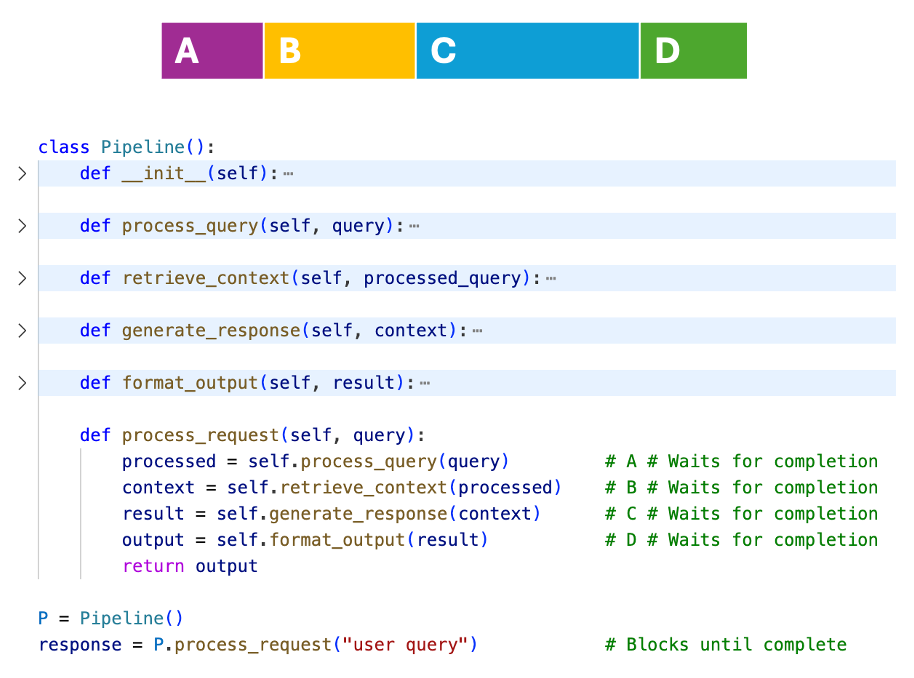 A B C D
class Pipeline():
def __init__(self):⋯
def process_query(self, query):⋯
def retrieve_context(self, processed_query):⋯
def generate_response(self, context):⋯
def format_output(self, result):⋯
def process_request(self, query):
processed = self.process_query(query) # A # Waits for completion
context = self.retrieve_context(processed) # B # Waits for completion
result = self.generate_response(context) # C # Waits for completion
output = self.format_output(result) # D # Waits for completion
return output
P = Pipeline()
response = P.process_request("user query") # Blocks until complete